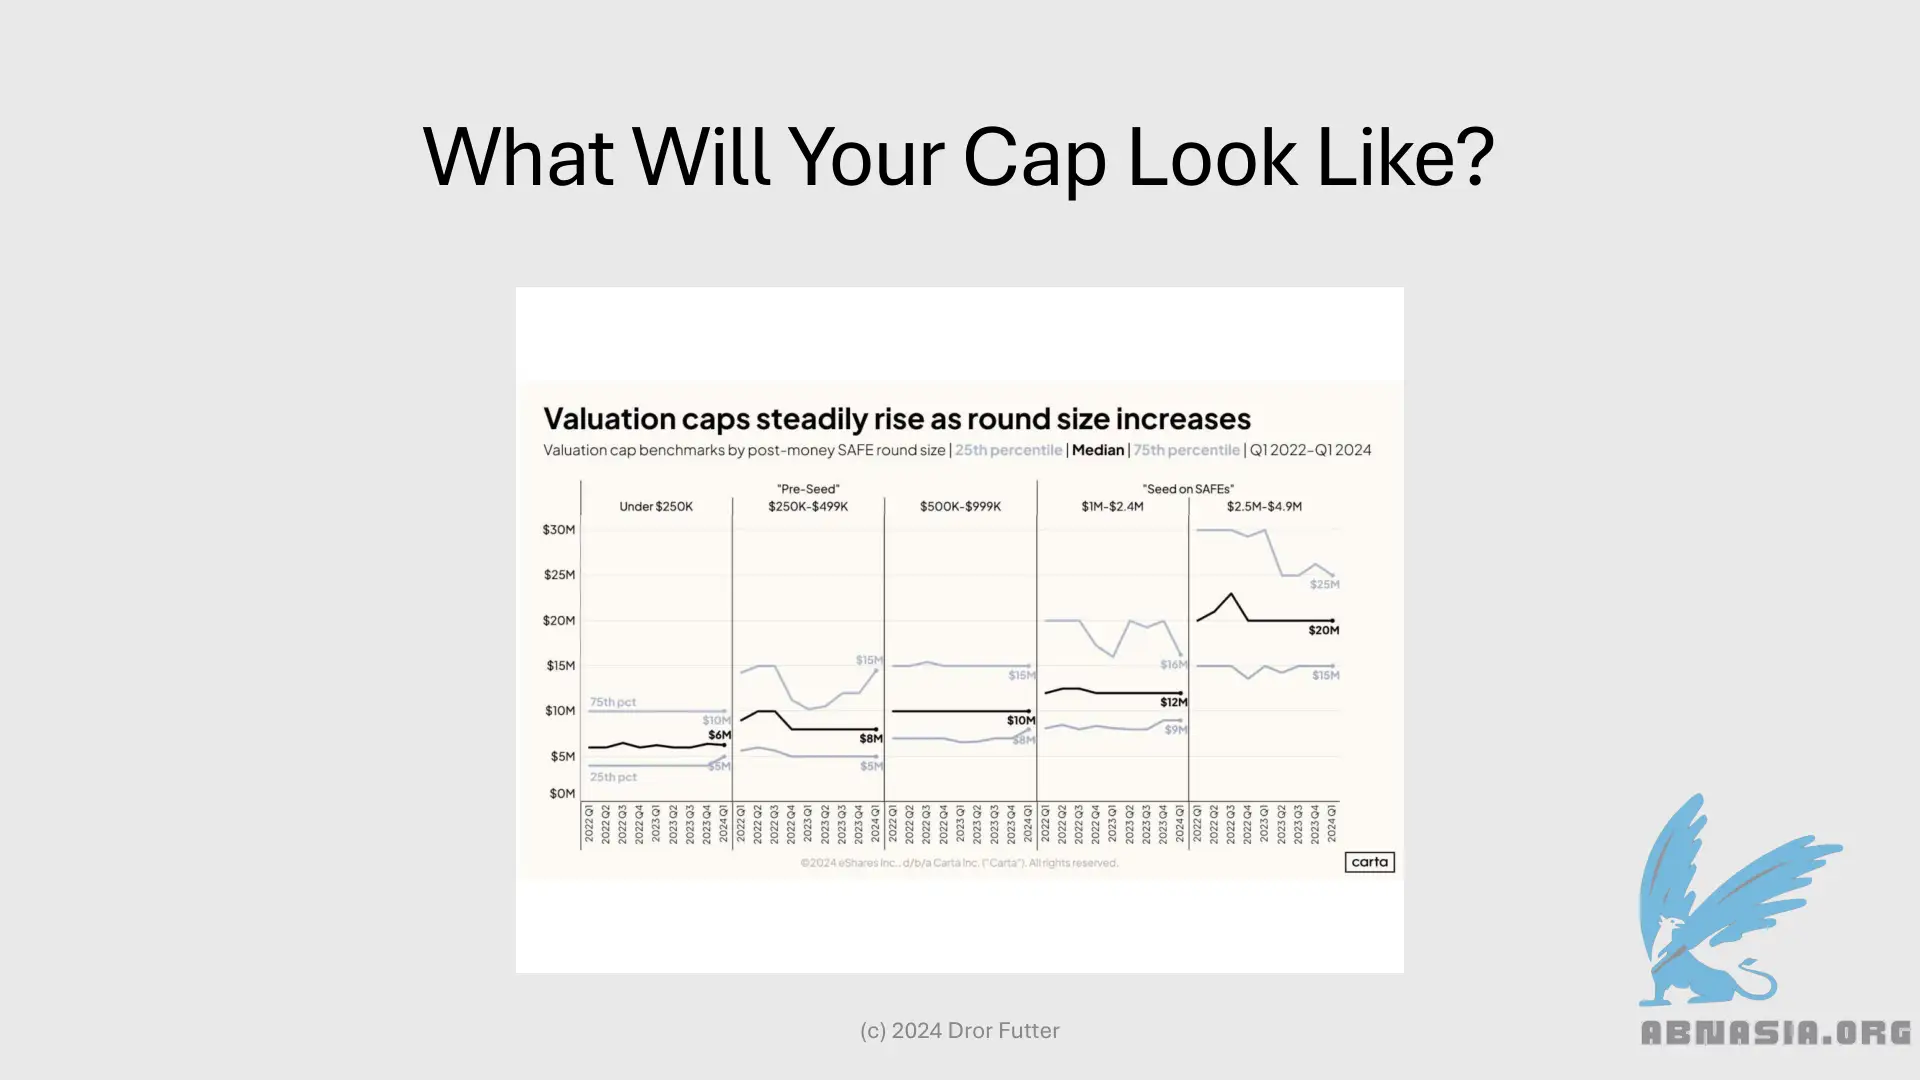 What Will Your Cap Look Like?
Valuation caps steadily rise as round size increases
Valuation cap benchmarks by post-money SAFE round size | 25th percentile | Median | 75th percentile | Q1 2022–Q1 2024
"Pre-Seed" "Seed on SAFEs"
Under $250K $250K-$499K $500K-$999K $1M-$2.4M $2.5M-$4.9M
$30M
$25M
$20M
$15M
$10M
$5M
$0M
75th pct
$10M
$6M
$5M
25th pct
$15M
$8M
$5M
$15M
$10M
$8M
$16M
$12M
$9M
$25M
$20M
$15M
2022 Q1 2022 Q2 2022 Q3 2022 Q4 2023 Q1 2023 Q2 2023 Q3 2023 Q4 2024 Q1
2022 Q1 2022 Q2 2022 Q3 2022 Q4 2023 Q1 2023 Q2 2023 Q3 2023 Q4 2024 Q1
2022 Q1 2022 Q2 2022 Q3 2022 Q4 2023 Q1 2023 Q2 2023 Q3 2023 Q4 2024 Q1
2022 Q1 2022 Q2 2022 Q3 2022 Q4 2023 Q1 2023 Q2 2023 Q3 2023 Q4 2024 Q1
2022 Q1 2022 Q2 2022 Q3 2022 Q4 2023 Q1 2023 Q2 2023 Q3 2023 Q4 2024 Q1
©2024 eShares Inc., d/b/a Carta Inc. ("Carta"). All rights reserved.
carta
(c) 2024 Dror Futter
ABNASIA.ORG